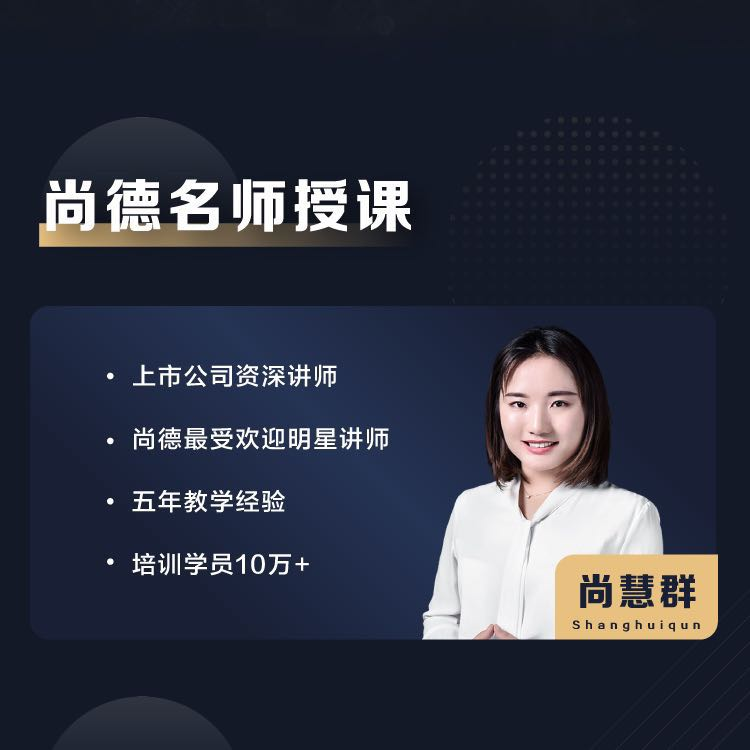 尚德名师授课
• 上市公司资深讲师
• 尚德最受欢迎明星讲师
• 五年教学经验
• 培训学员10万+
尚慧群
Shanghuiqun